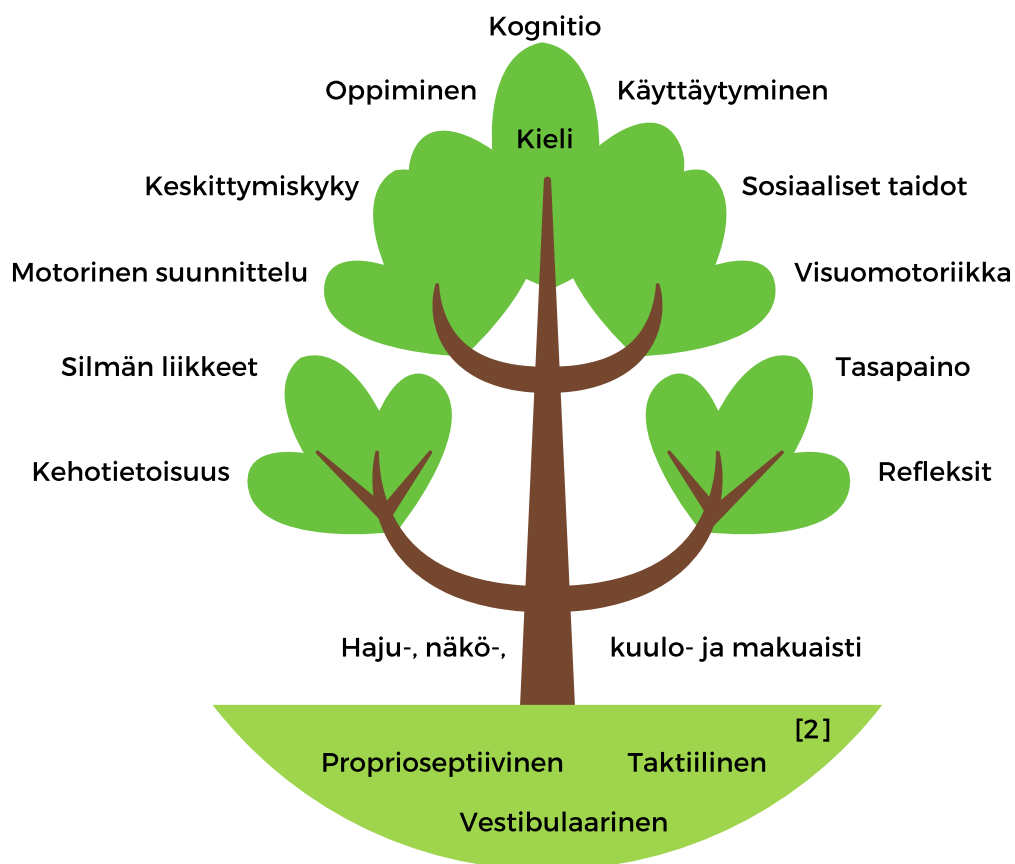 Kognitio
Oppiminen
Käyttäytyminen
Kieli
Keskittymiskyky
Sosiaaliset taidot
Motorinen suunnittelu
Visuomotoriikka
Silmän liikkeet
Tasapaino
Kehotietoisuus
Refleksit
Haju-, näkö-, kuulo- ja makuaisti
[2]
Proprioseptiivinen
Taktiilinen
Vestibulaarinen